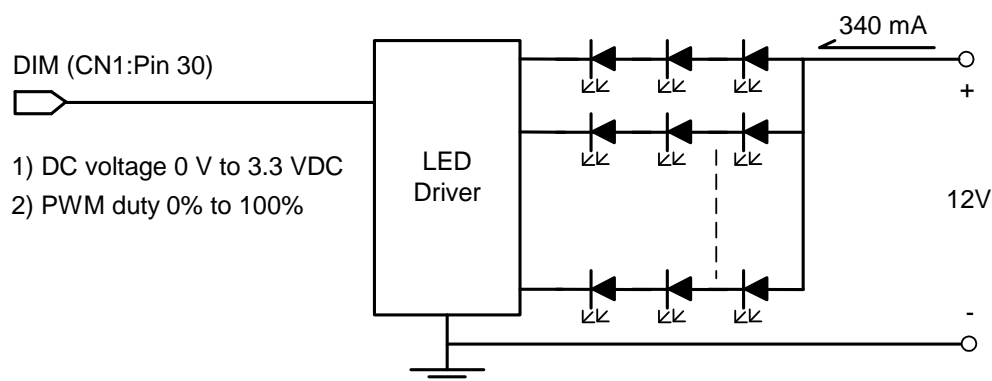 340 mA
DIM (CN1:Pin 30)
+
1) DC voltage 0 V to 3.3 VDC
2) PWM duty 0% to 100%
LED
Driver
12V
-